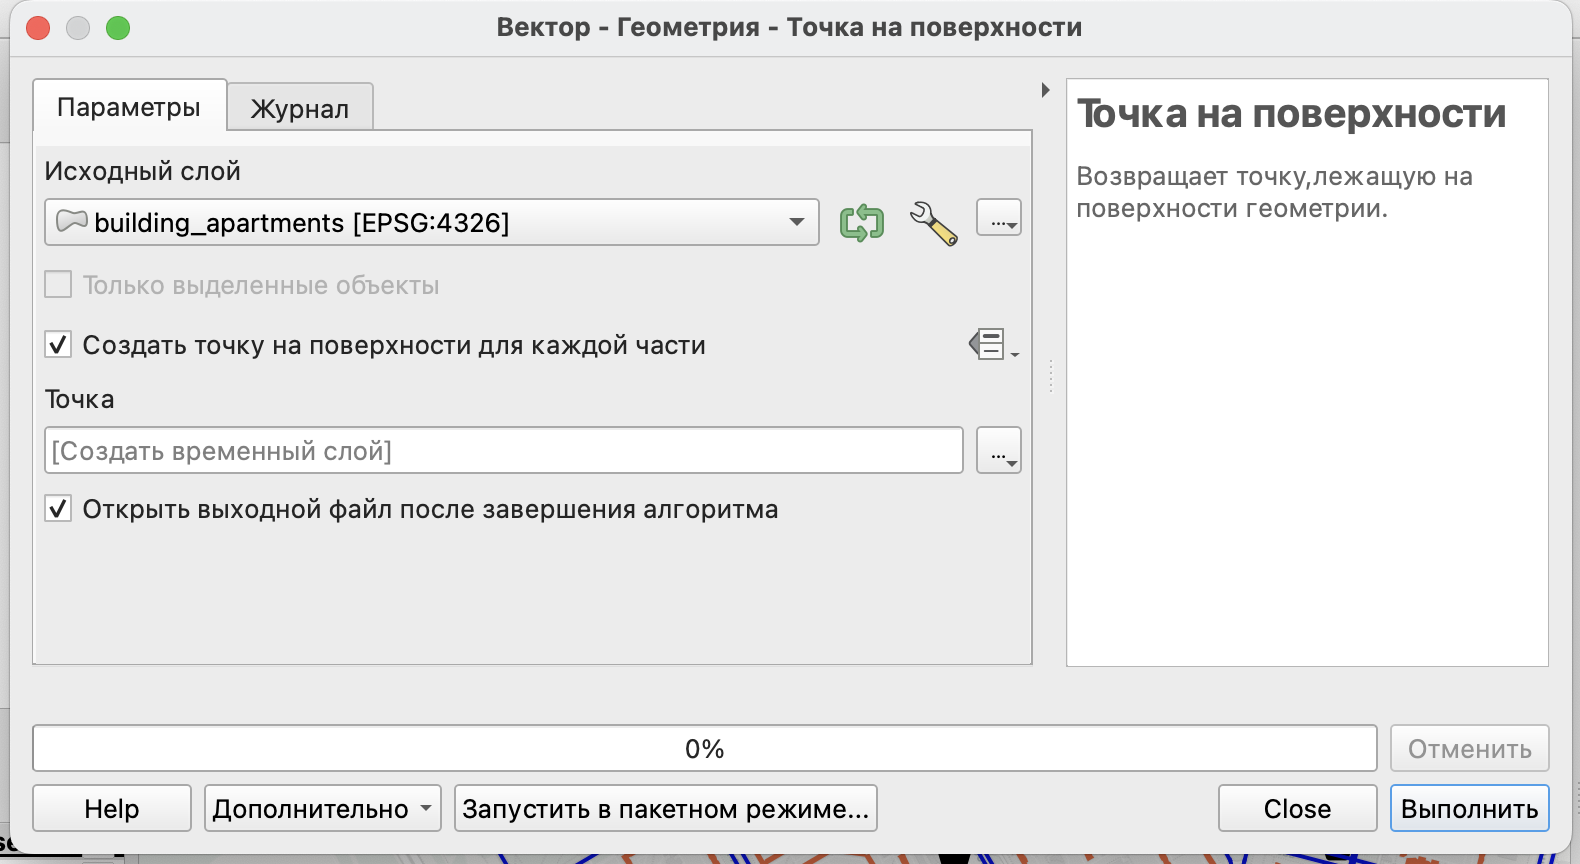 Вектор - Геометрия - Точка на поверхности
Параметры
Журнал
Исходный слой
building_apartments [EPSG:4326]
...
Только выделенные объекты
Создать точку на поверхности для каждой части
Точка
[Создать временный слой]
...
Открыть выходной файл после завершения алгоритма
Точка на поверхности
Возвращает точку,лежащую на
поверхности геометрии.
0%
Отменить
Help
Дополнительно
Запустить в пакетном режиме...
Close
Выполнить